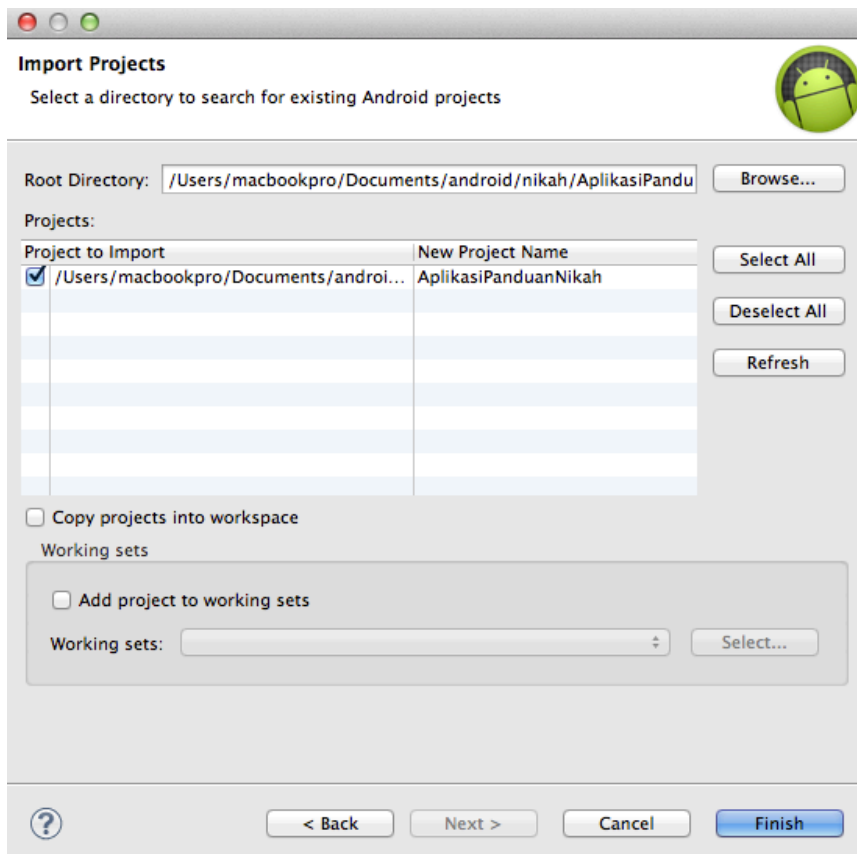 Import Projects
Select a directory to search for existing Android projects
Root Directory: /Users/macbookpro/Documents/android/nikah/AplikasiPandu Browse...
Projects:
Project to Import New Project Name
/Users/macbookpro/Documents/androi... AplikasiPanduanNikah
Select All
Deselect All
Refresh
Copy projects into workspace
Working sets
Add project to working sets
Working sets: Select...
? < Back Next > Cancel Finish